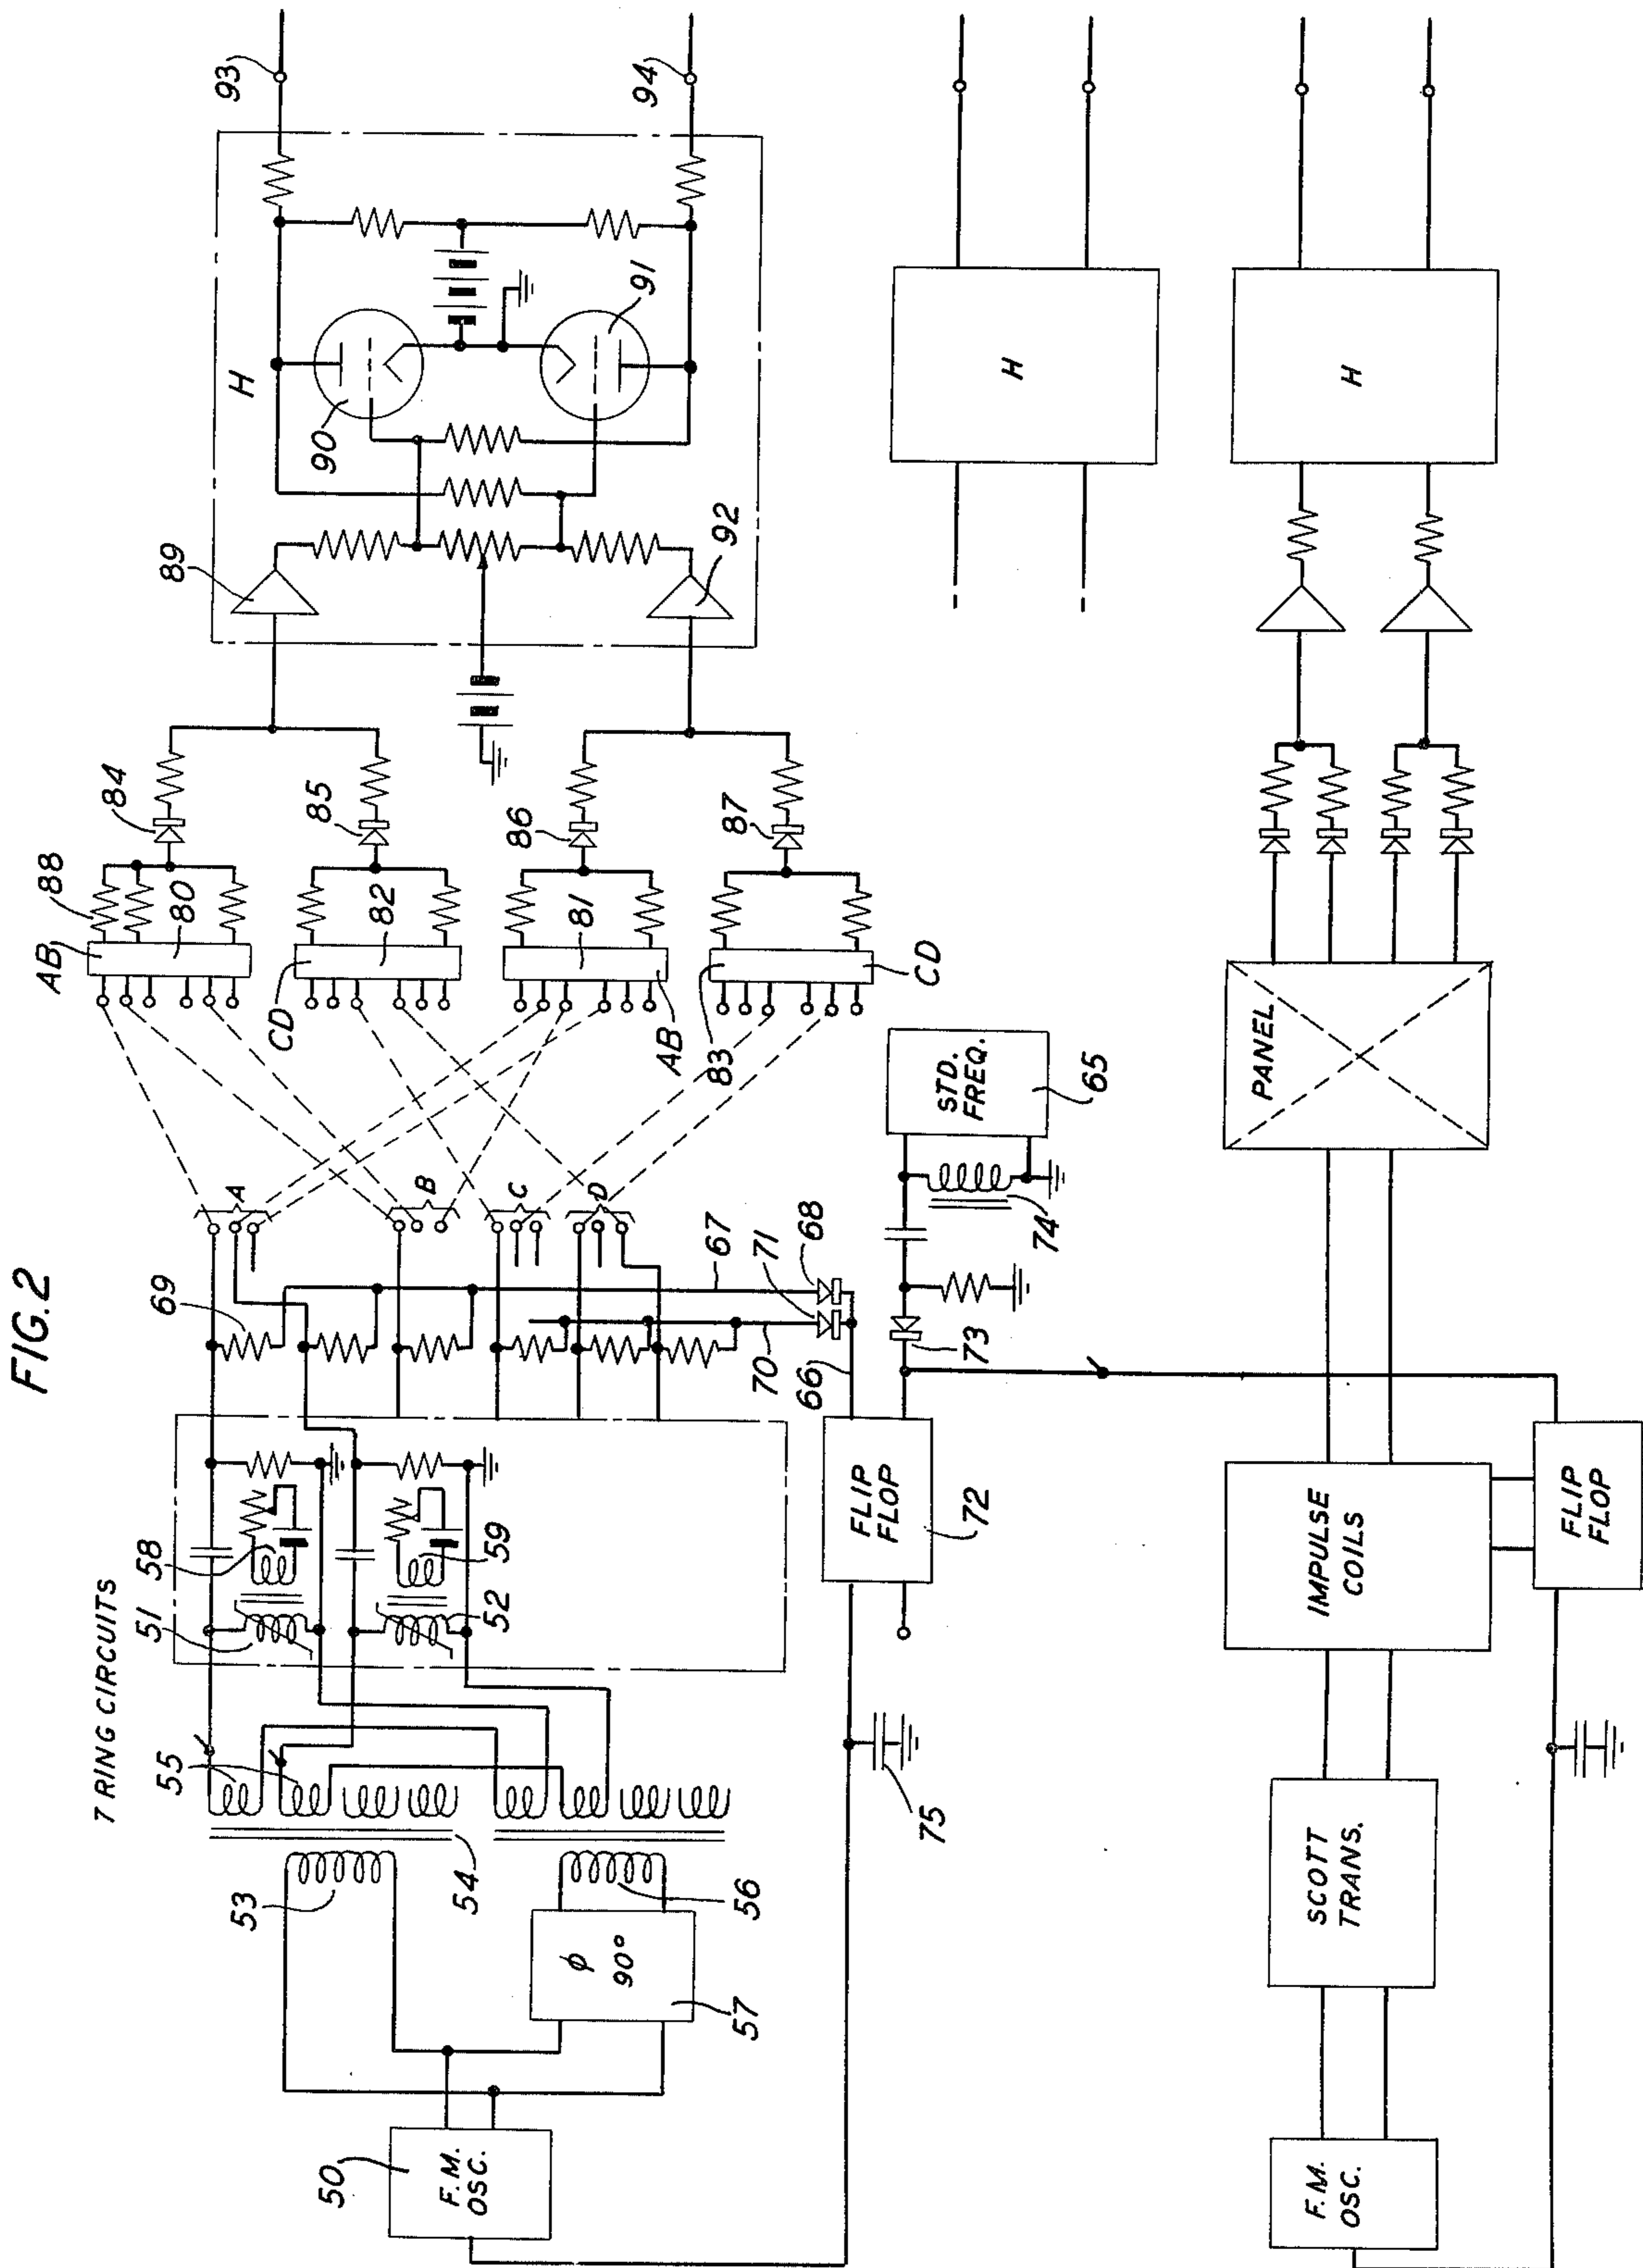 FIG.2
7 RING CIRCUITS
50
F.M.
OSC.
53
54
55
56
φ
90°
57
51
58
52
59
69
A
B
C
D
67
70
71
68
66
FLIP
FLOP
72
73
74
75
STD.
FREQ.
65
AB
88
80
84
CD
82
85
81
AB
86
83
CD
87
89
90
H
91
92
93
94
H
F.M.
OSC.
SCOTT
TRANS.
IMPULSE
COILS
FLIP
FLOP
PANEL
H